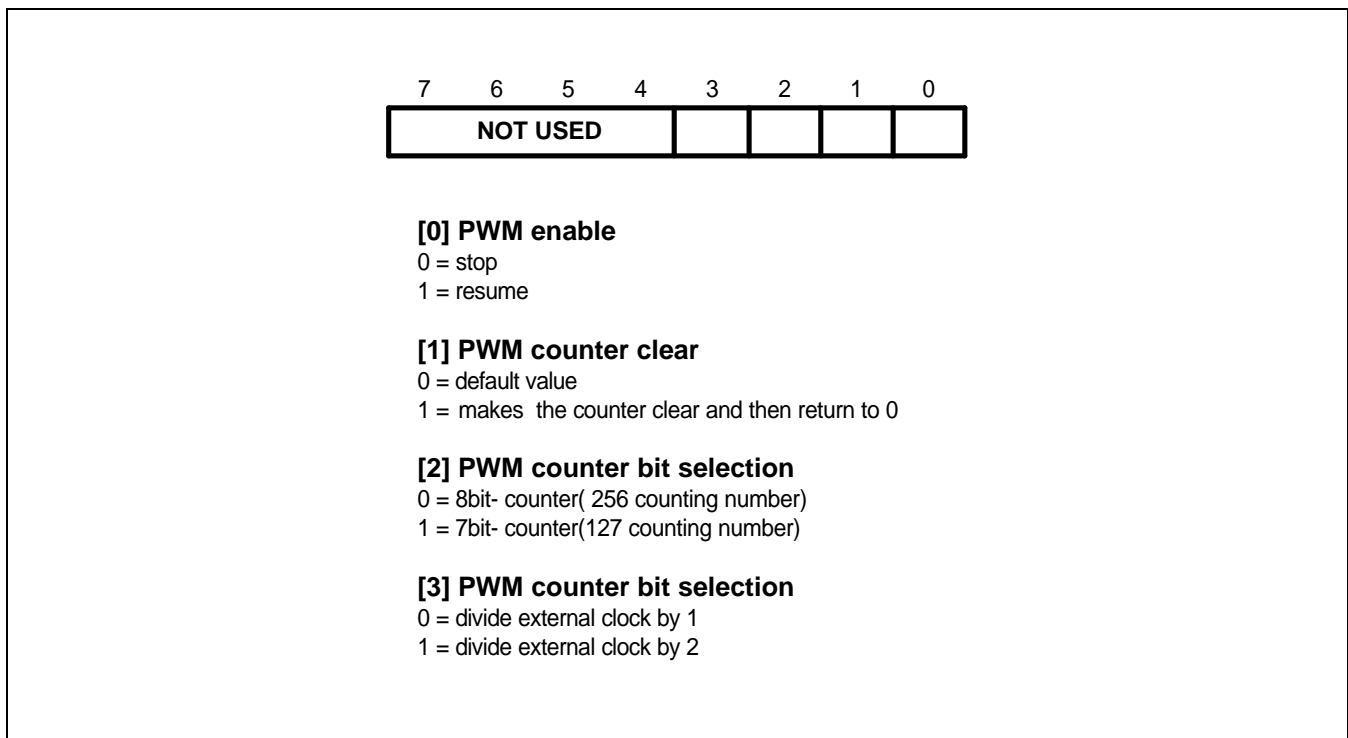 7 6 5 4 3 2 1 0
NOT USED
[0] PWM enable
0 = stop
1 = resume
[1] PWM counter clear
0 = default value
1 = makes the counter clear and then return to 0
[2] PWM counter bit selection
0 = 8bit- counter( 256 counting number)
1 = 7bit- counter(127 counting number)
[3] PWM counter bit selection
0 = divide external clock by 1
1 = divide external clock by 2